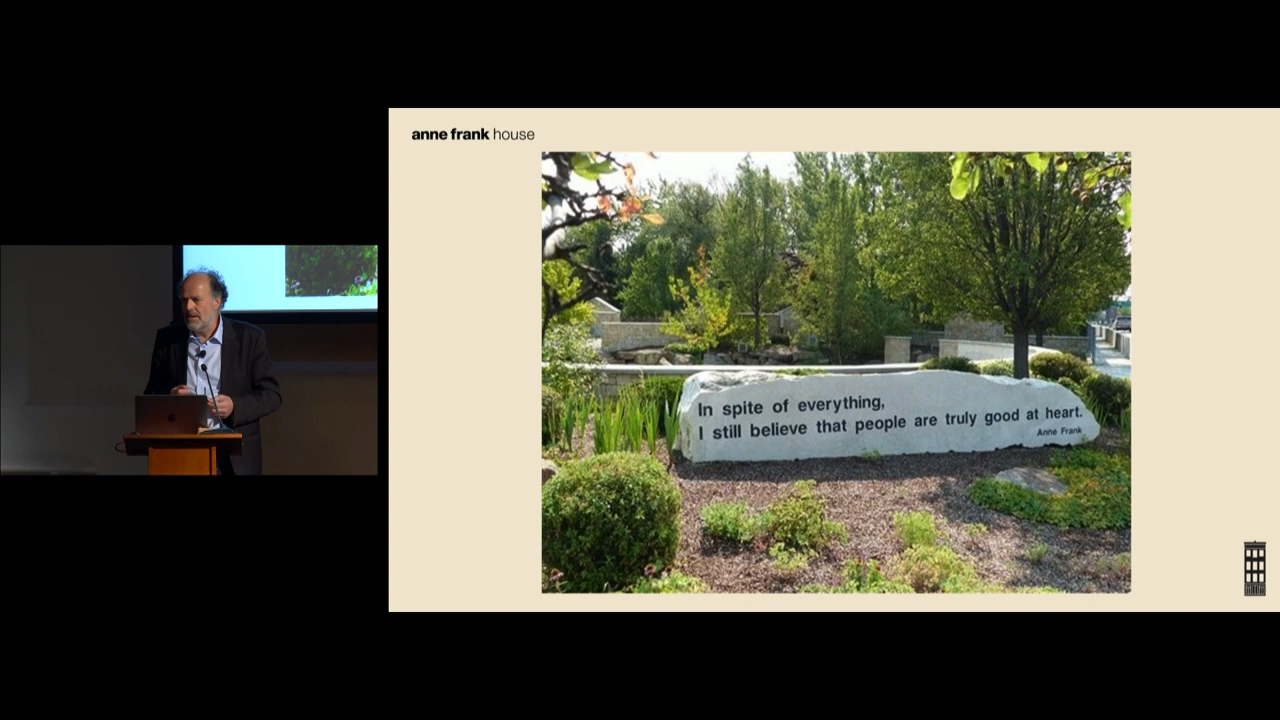 anne frank house
In spite of everything,
I still believe that people are truly good at heart.
Anne Frank